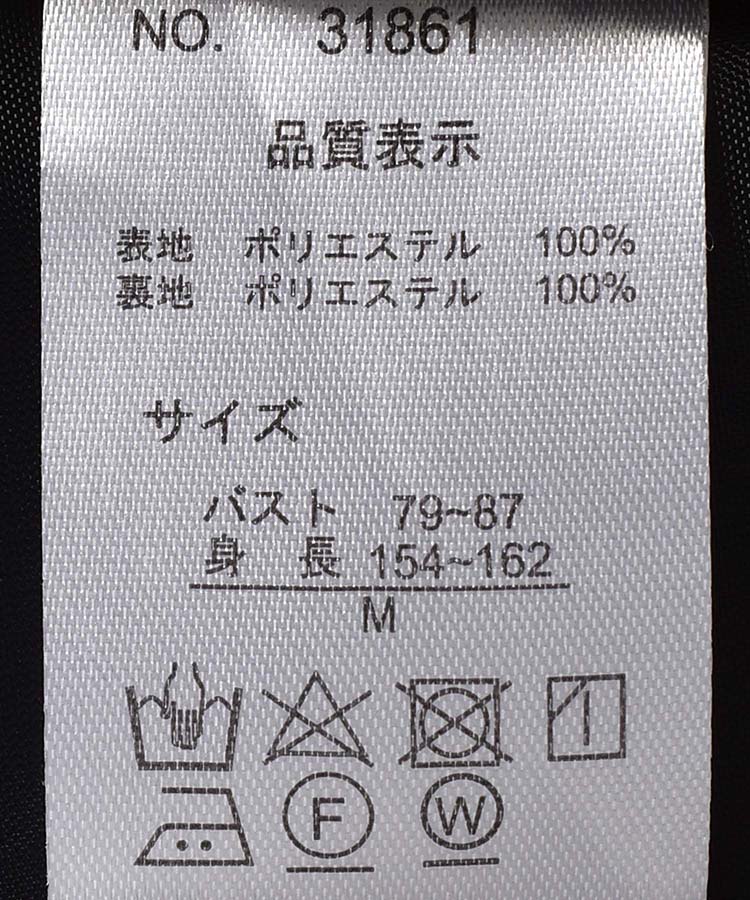 NO. 31861
品質表示
表地 ポリエステル 100%
裏地 ポリエステル 100%
サイズ
バスト 79~87
身 長 154~162
M
F W